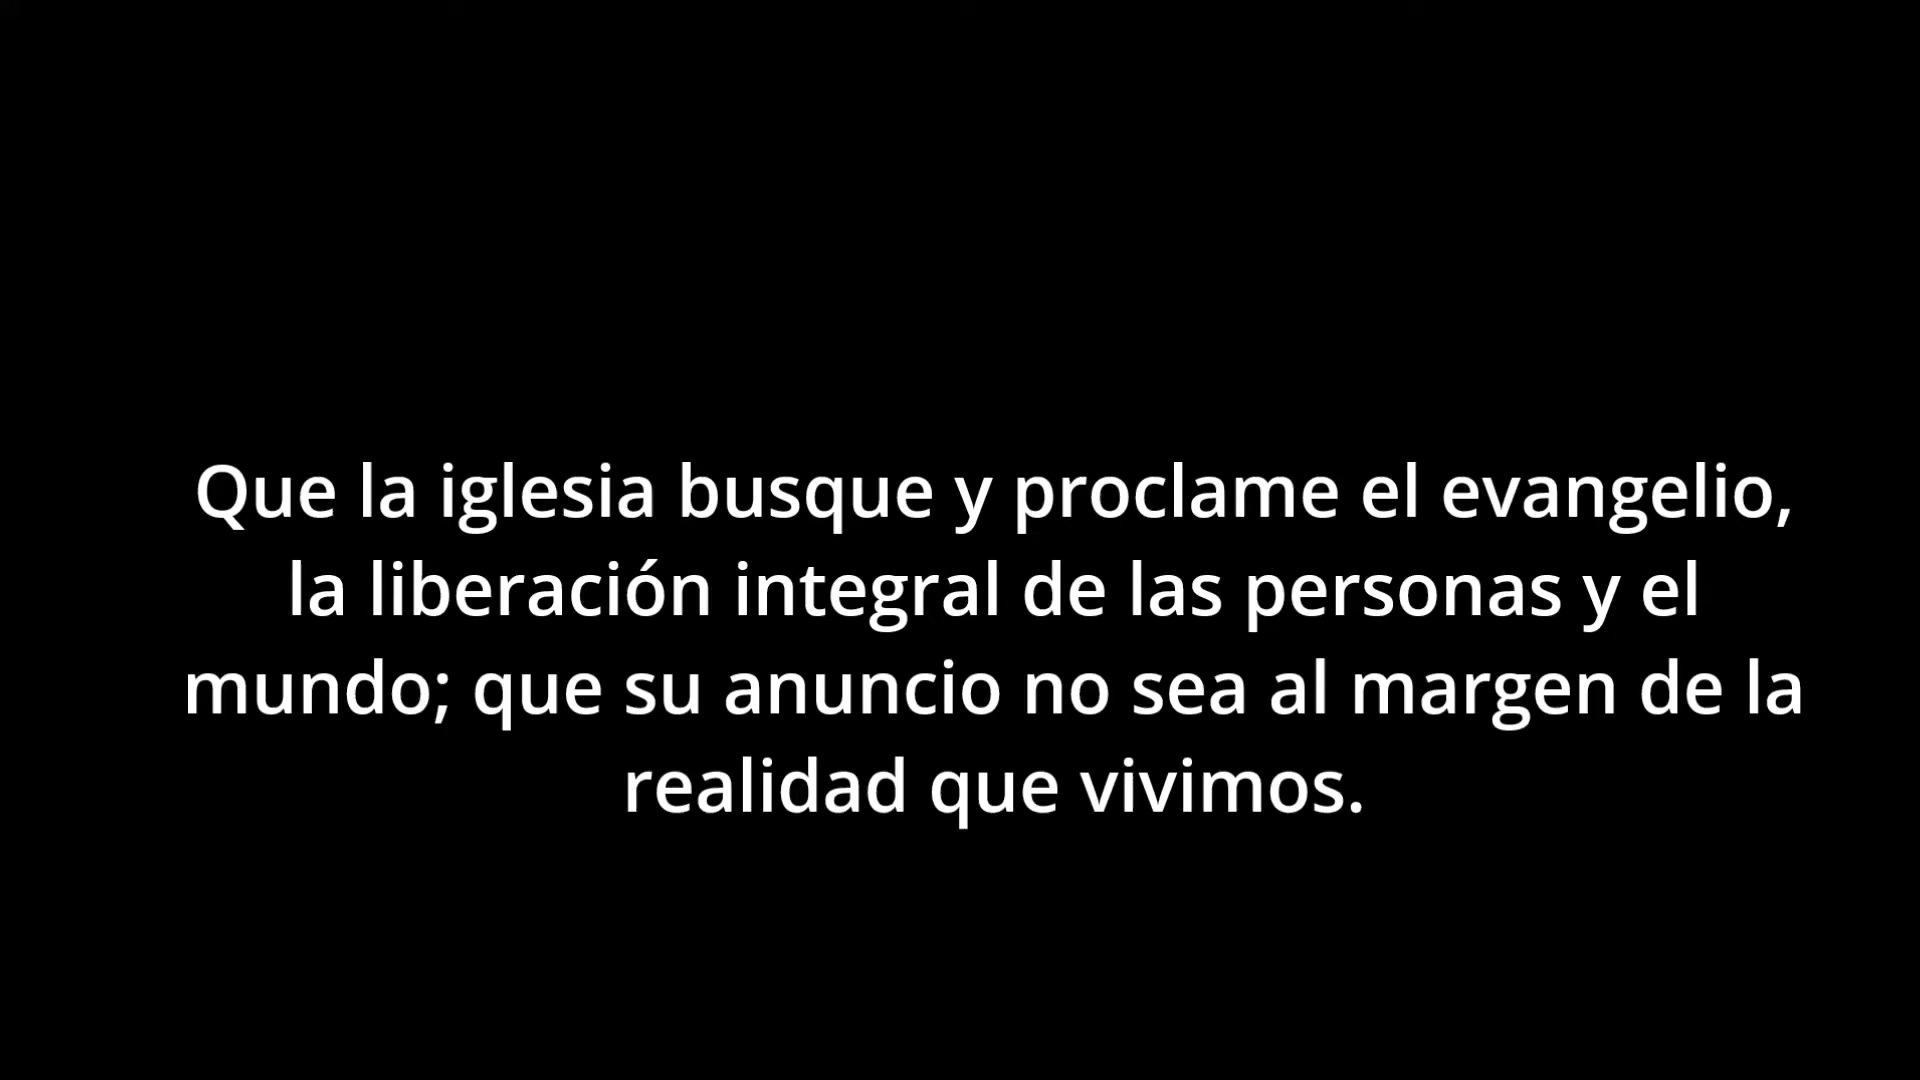 Que la iglesia busque y proclame el evangelio,
la liberación integral de las personas y el
mundo; que su anuncio no sea al margen de la
realidad que vivimos.